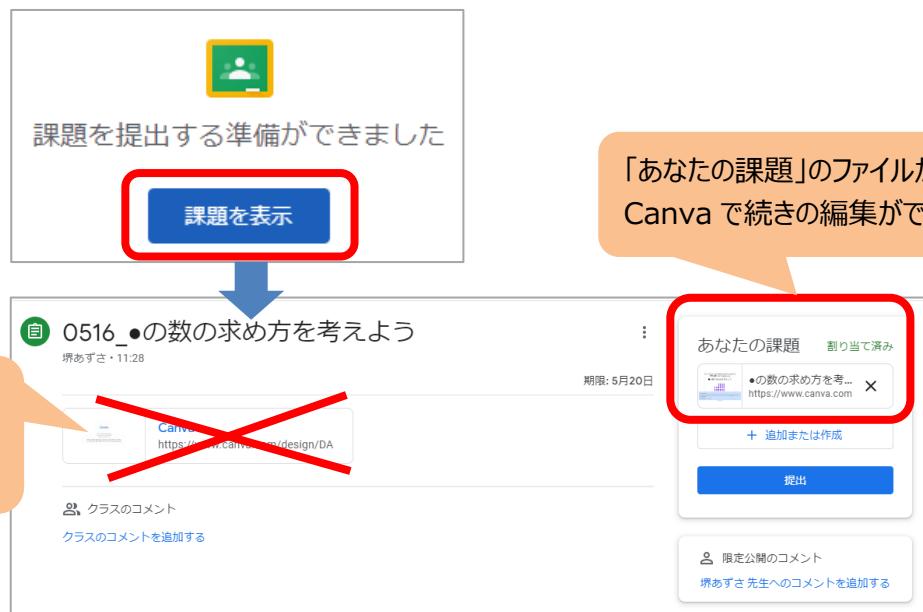 課題を提出する準備ができました
課題を表示
「あなたの課題」のファイルが
Canva で続きの編集がで
0516_●の数の求め方を考えよう
堺あずさ・11:28
期限: 5月20日
Canva
https://www.canva.com/design/DA
クラスのコメント
クラスのコメントを追加する
あなたの課題 割り当て済み
●の数の求め方を考...
https://www.canva.com
+ 追加または作成
提出
限定公開のコメント
堺あずさ 先生へのコメントを追加する